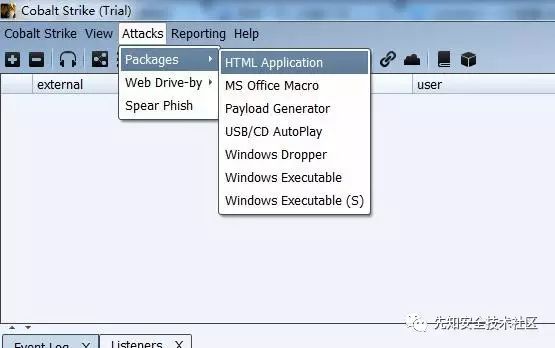 Cobalt Strike (Trial)
Cobalt Strike View Attacks Reporting Help
Packages
Web Drive-by
Spear Phish
HTML Application
MS Office Macro
Payload Generator
USB/CD AutoPlay
Windows Dropper
Windows Executable
Windows Executable (S)
external
user
先知安全技术社区
Event Log X Listeners X